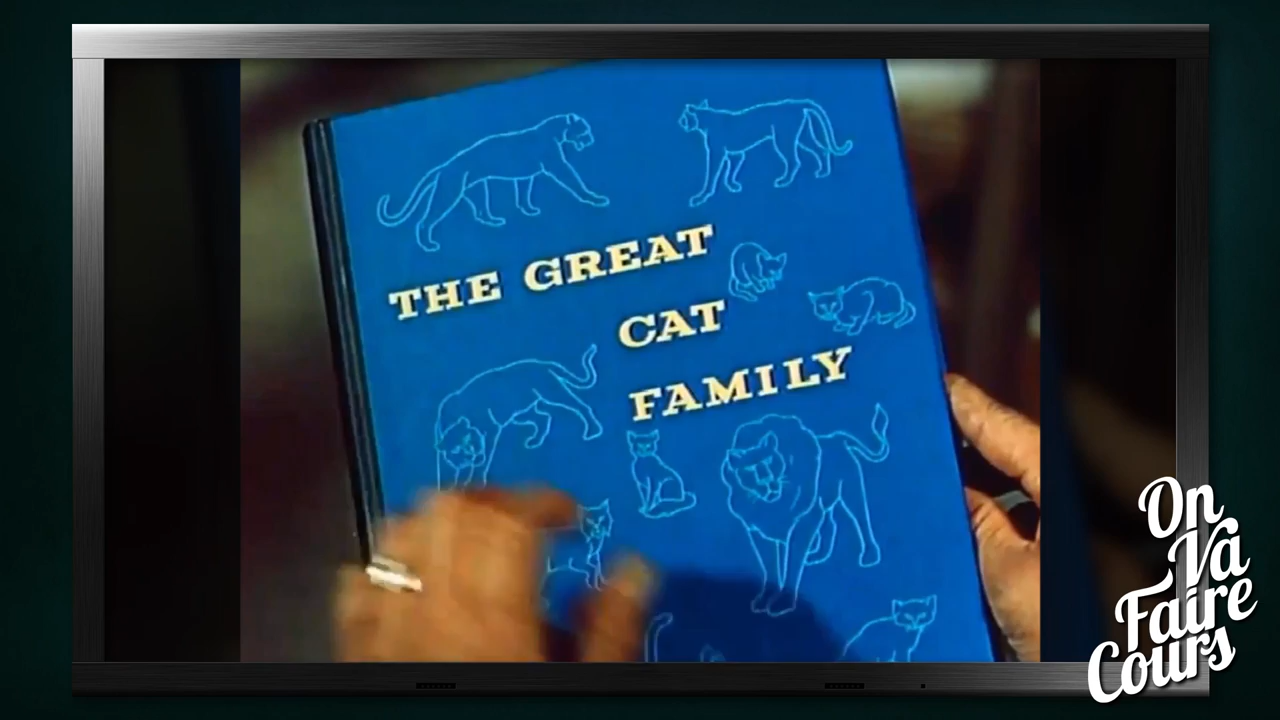 THE GREAT
CAT
FAMILY
On
Va
Faire
Cours